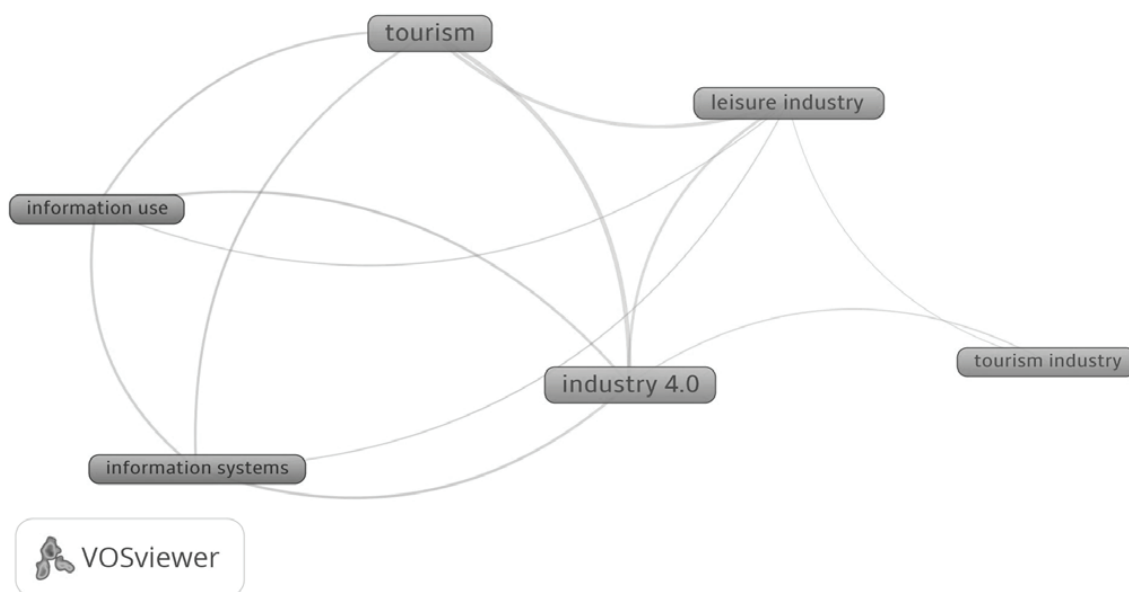 tourism
leisure industry
information use
tourism industry
industry 4.0
information systems
VOSviewer